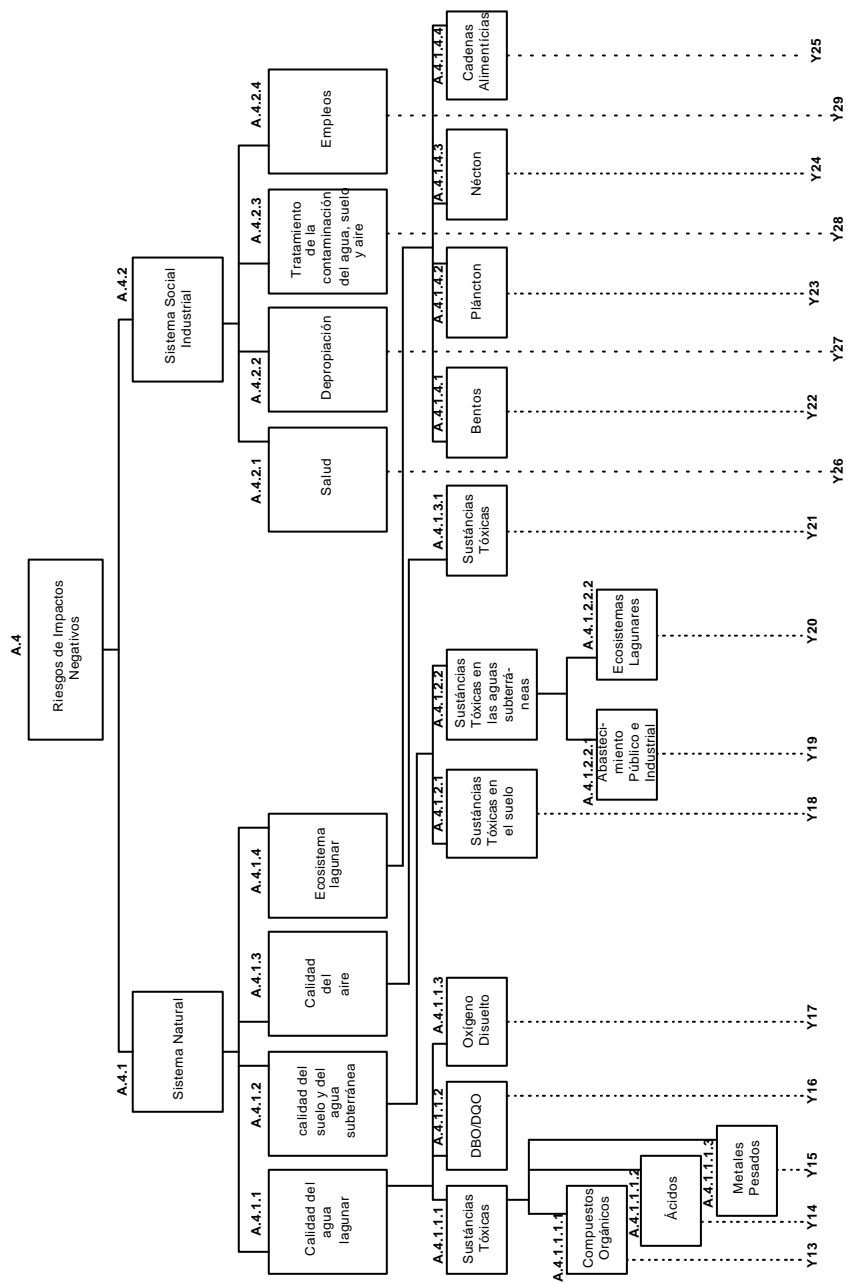 A.4
Riesgos de Impactos
Negativos
A.4.1
Sistema Natural
A.4.2
Sistema Social
Industrial
A.4.1.1
Calidad del
agua
lagunar
A.4.1.2
calidad del
suelo y del
agua
subterránea
A.4.1.3
Calidad
del
aire
A.4.1.4
Ecosistema
lagunar
A.4.2.1
Salud
A.4.2.2
Depropiación
A.4.2.3
Tratamiento
de la
contaminación
del agua, suelo
y aire
A.4.2.4
Empleos
A.4.1.1.1
Sustáncias
Tóxicas
A.4.1.1.2
DBO/DQO
A.4.1.1.3
Oxígeno
Disuelto
A.4.1.2.1
Sustáncias
Tóxicas en
el suelo
A.4.1.2.2
Sustáncias
Tóxicas en
las aguas
subterrá-
neas
A.4.1.3.1
Sustáncias
Tóxicas
A.4.1.4.1
Bentos
A.4.1.4.2
Pláncton
A.4.1.4.3
Nécton
A.4.1.4.4
Cadenas
Alimentícias
A.4.1.1.1.1
Compuestos
Orgánicos
A.4.1.1.1.2
Ácidos
A.4.1.1.1.3
Metales
Pesados
A.4.1.2.2.1
Abasteci-
miento
Público e
Industrial
A.4.1.2.2.2
Ecosistemas
Lagunares
Y13
Y14
Y15
Y16
Y17
Y18
Y19
Y20
Y21
Y26
Y22
Y27
Y23
Y28
Y24
Y29
Y25